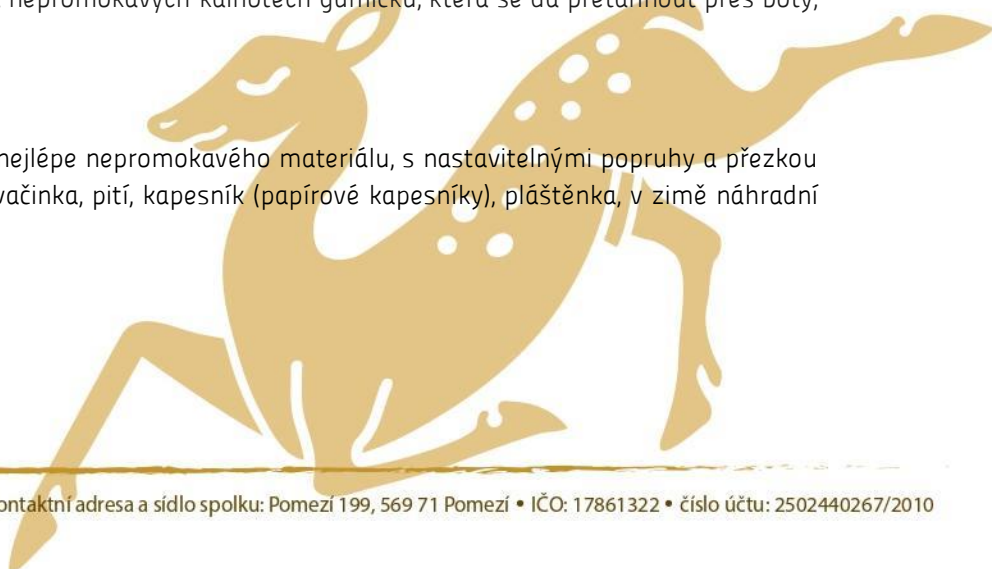 nepromokavých kalhotech gumičku, která se dá přetáhnout přes boty,
nejlépe nepromokavého materiálu, s nastavitelnými popruhy a přezkou
vačinka, pití, kapesník (papírové kapesníky), pláštěnka, v zimě náhradní
ontaktní adresa a sídlo spolku: Pomezí 199, 569 71 Pomezí • IČO: 17861322 • číslo účtu: 2502440267/2010